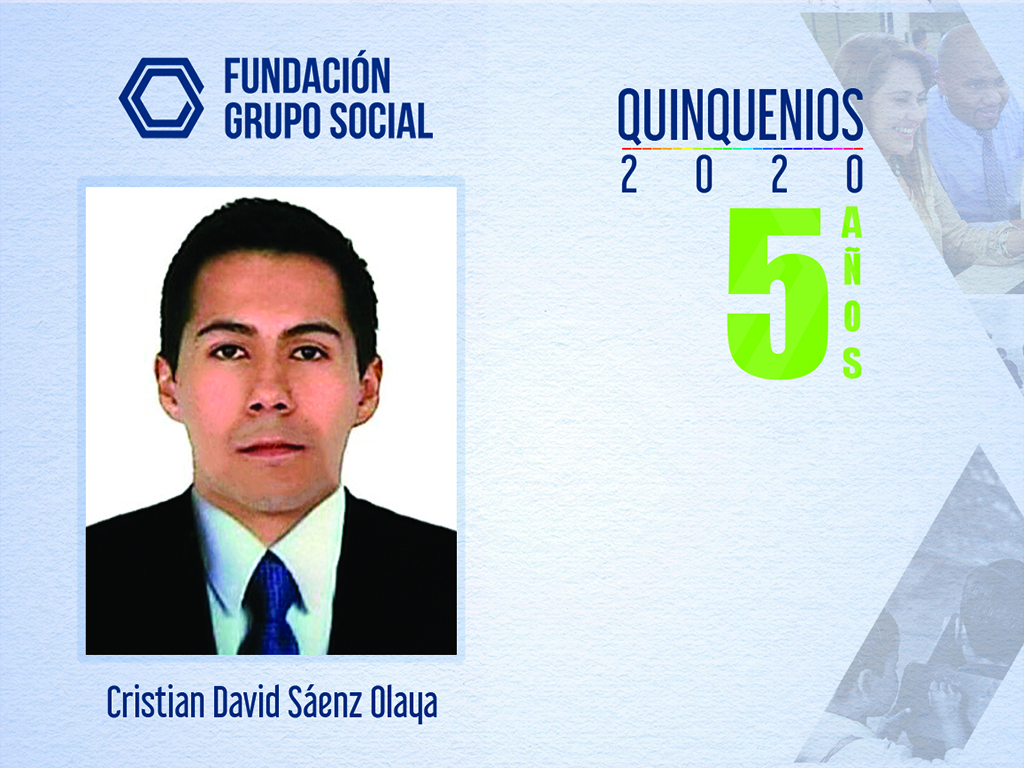 FUNDACIÓN
GRUPO SOCIAL
QUINQUENIOS
2020
5
AÑOS
Cristian David Sáenz Olaya